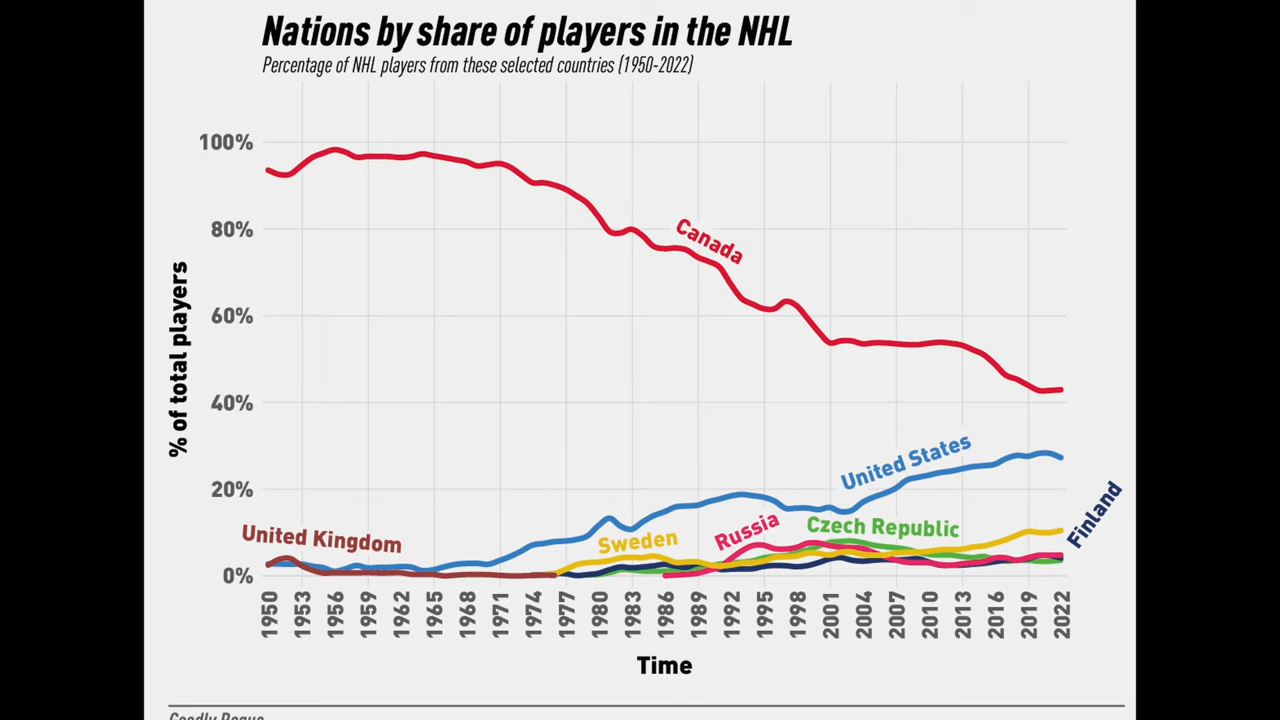 Nations by share of players in the NHL
Percentage of NHL players from these selected countries (1950-2022)
100%
80%
60%
40%
20%
0%
% of total players
Canada
United States
United Kingdom
Sweden
Russia
Czech Republic
Finland
1950 1953 1956 1959 1962 1965 1968 1971 1974 1977 1980 1983 1986 1989 1992 1995 1998 2001 2004 2007 2010 2013 2016 2019 2022
Time